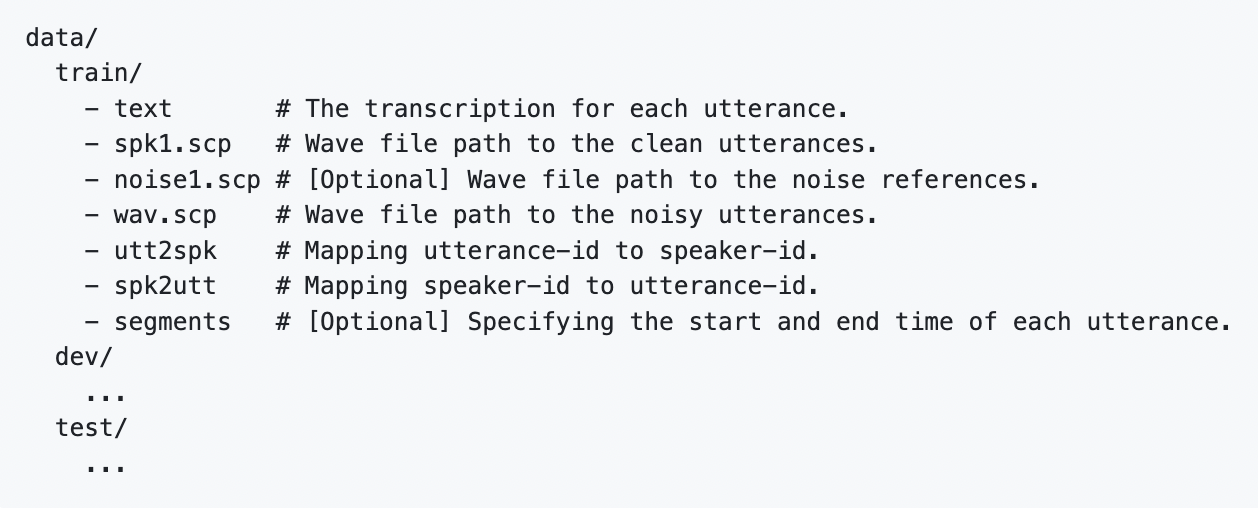 data/
  train/
    - text       # The transcription for each utterance.
    - spk1.scp   # Wave file path to the clean utterances.
    - noise1.scp # [Optional] Wave file path to the noise references.
    - wav.scp    # Wave file path to the noisy utterances.
    - utt2spk    # Mapping utterance-id to speaker-id.
    - spk2utt    # Mapping speaker-id to utterance-id.
    - segments   # [Optional] Specifying the start and end time of each utterance.
  dev/
    ...
  test/
    ...